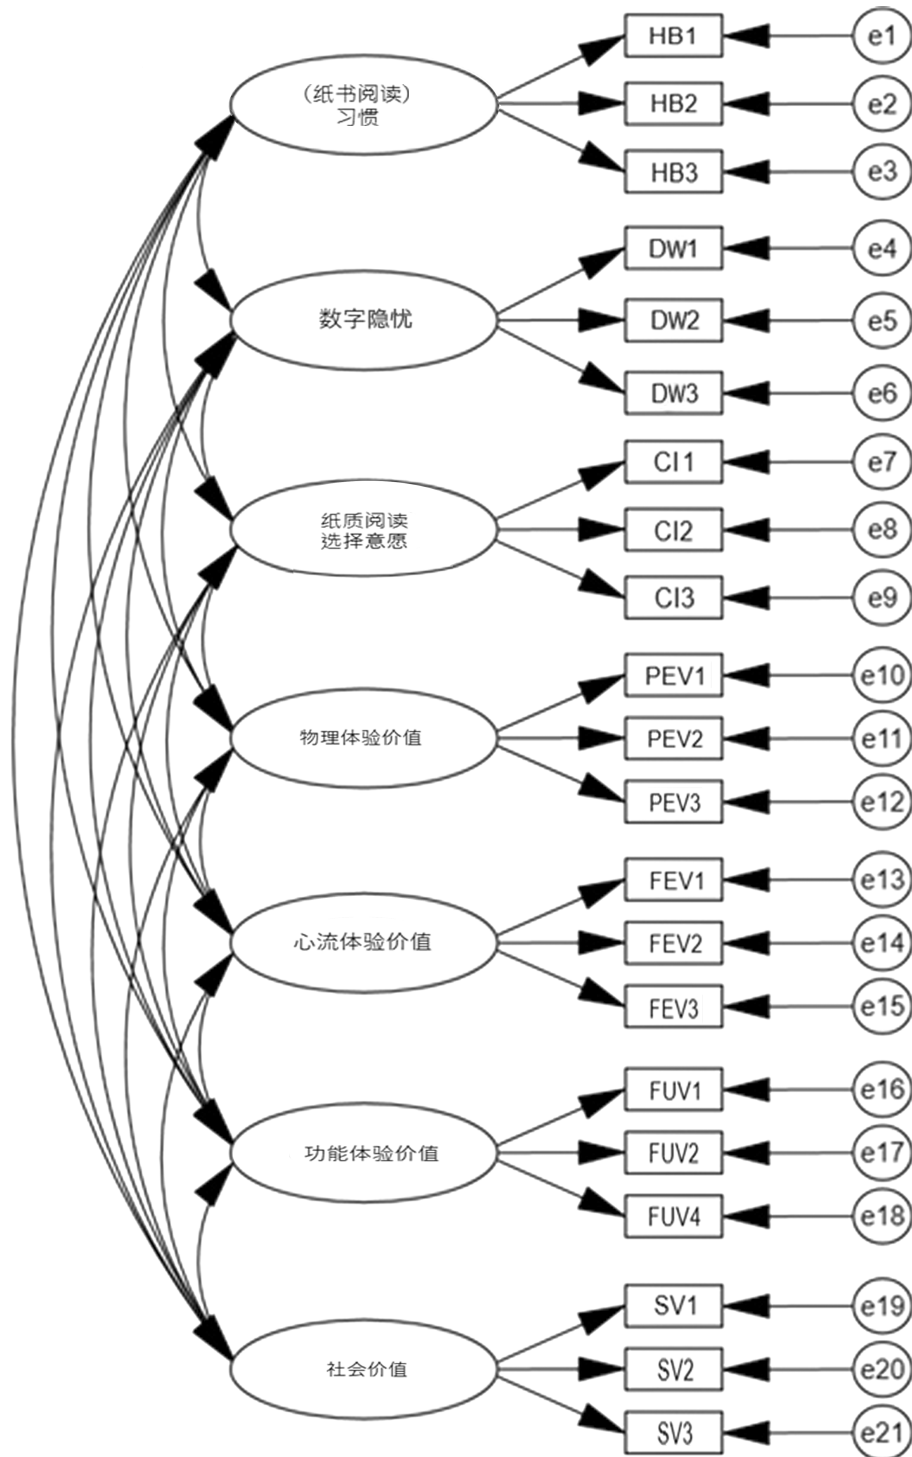 HB1
e1
(纸书阅读)
习惯
HB2
e2
HB3
e3
DW1
e4
数字隐忧
DW2
e5
DW3
e6
CI1
e7
纸质阅读
选择意愿
CI2
e8
CI3
e9
PEV1
e10
物理体验价值
PEV2
e11
PEV3
e12
FEV1
e13
心流体验价值
FEV2
e14
FEV3
e15
FUV1
e16
功能体验价值
FUV2
e17
FUV4
e18
SV1
e19
社会价值
SV2
e20
SV3
e21